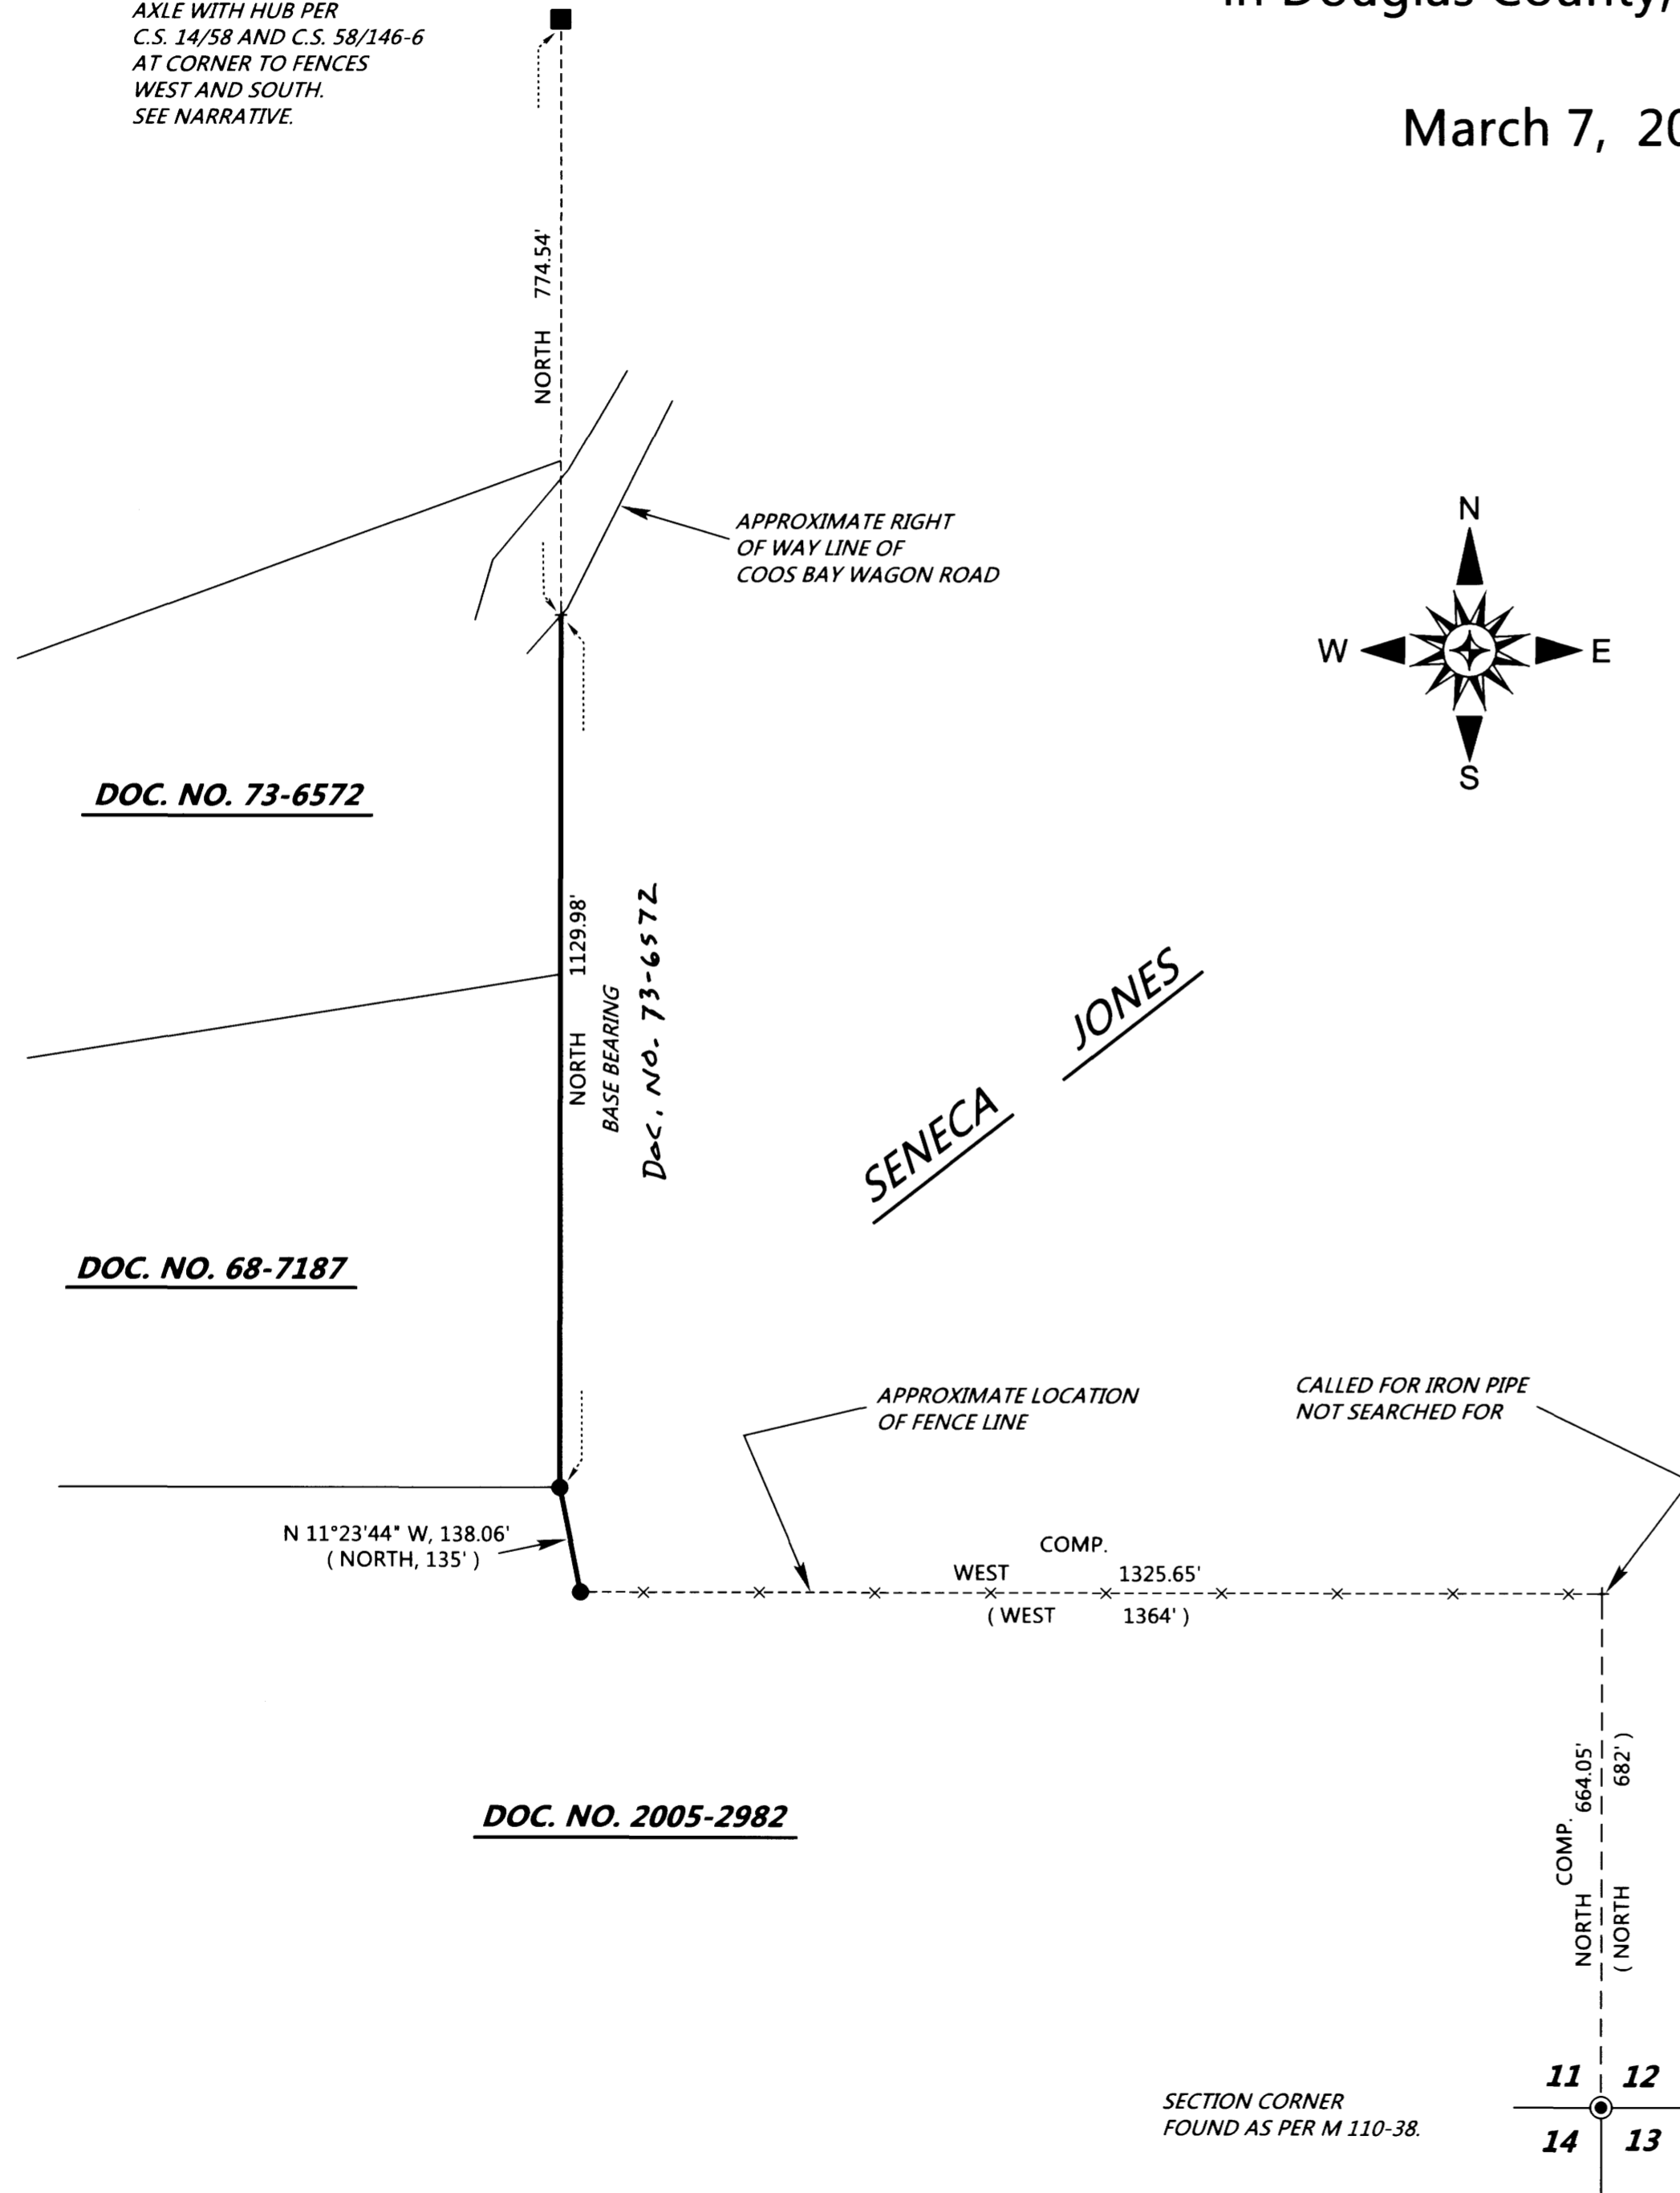 in Douglas County,
AXLE WITH HUB PER
C.S. 14/58 AND C.S. 58/146-6
AT CORNER TO FENCES
WEST AND SOUTH.
SEE NARRATIVE.
March 7, 20
NORTH 774.54'
APPROXIMATE RIGHT
OF WAY LINE OF
COOS BAY WAGON ROAD
N
W E
S
DOC. NO. 73-6572
NORTH 1129.98'
BASE BEARING
Doc. No. 73-6572
SENECA JONES
DOC. NO. 68-7187
APPROXIMATE LOCATION
OF FENCE LINE
CALLED FOR IRON PIPE
NOT SEARCHED FOR
N 11°23'44" W, 138.06'
( NORTH, 135' )
COMP.
WEST 1325.65'
( WEST 1364' )
DOC. NO. 2005-2982
COMP.
NORTH 664.05'
( NORTH 682' )
11 12
SECTION CORNER
FOUND AS PER M 110-38.
14 13